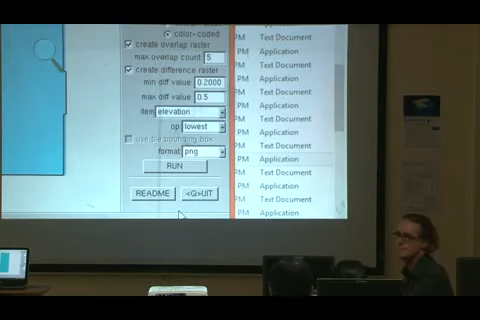 color-coded
create overlap raster
max overlap count: 5
create difference raster
min diff value: 0.2000
max diff value: 0.5
item elevation
op: lowest
use tile bounding box
format: png
RUN
README <Q>UIT
PM Text Document
PM Application
PM Text Document
PM Application
PM Text Document
PM Application
PM Text Document
PM Application
PM Text Document
PM Application
PM Text Document
PM Application
PM Text Document
PM Application